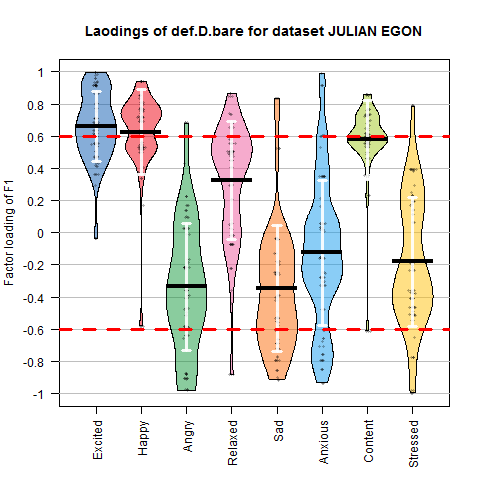 Laodings of def.D.bare for dataset JULIAN EGON
Factor loading of F1
1
0.8
0.6
0.4
0.2
0
-0.2
-0.4
-0.6
-0.8
-1
Excited
Happy
Angry
Relaxed
Sad
Anxious
Content
Stressed